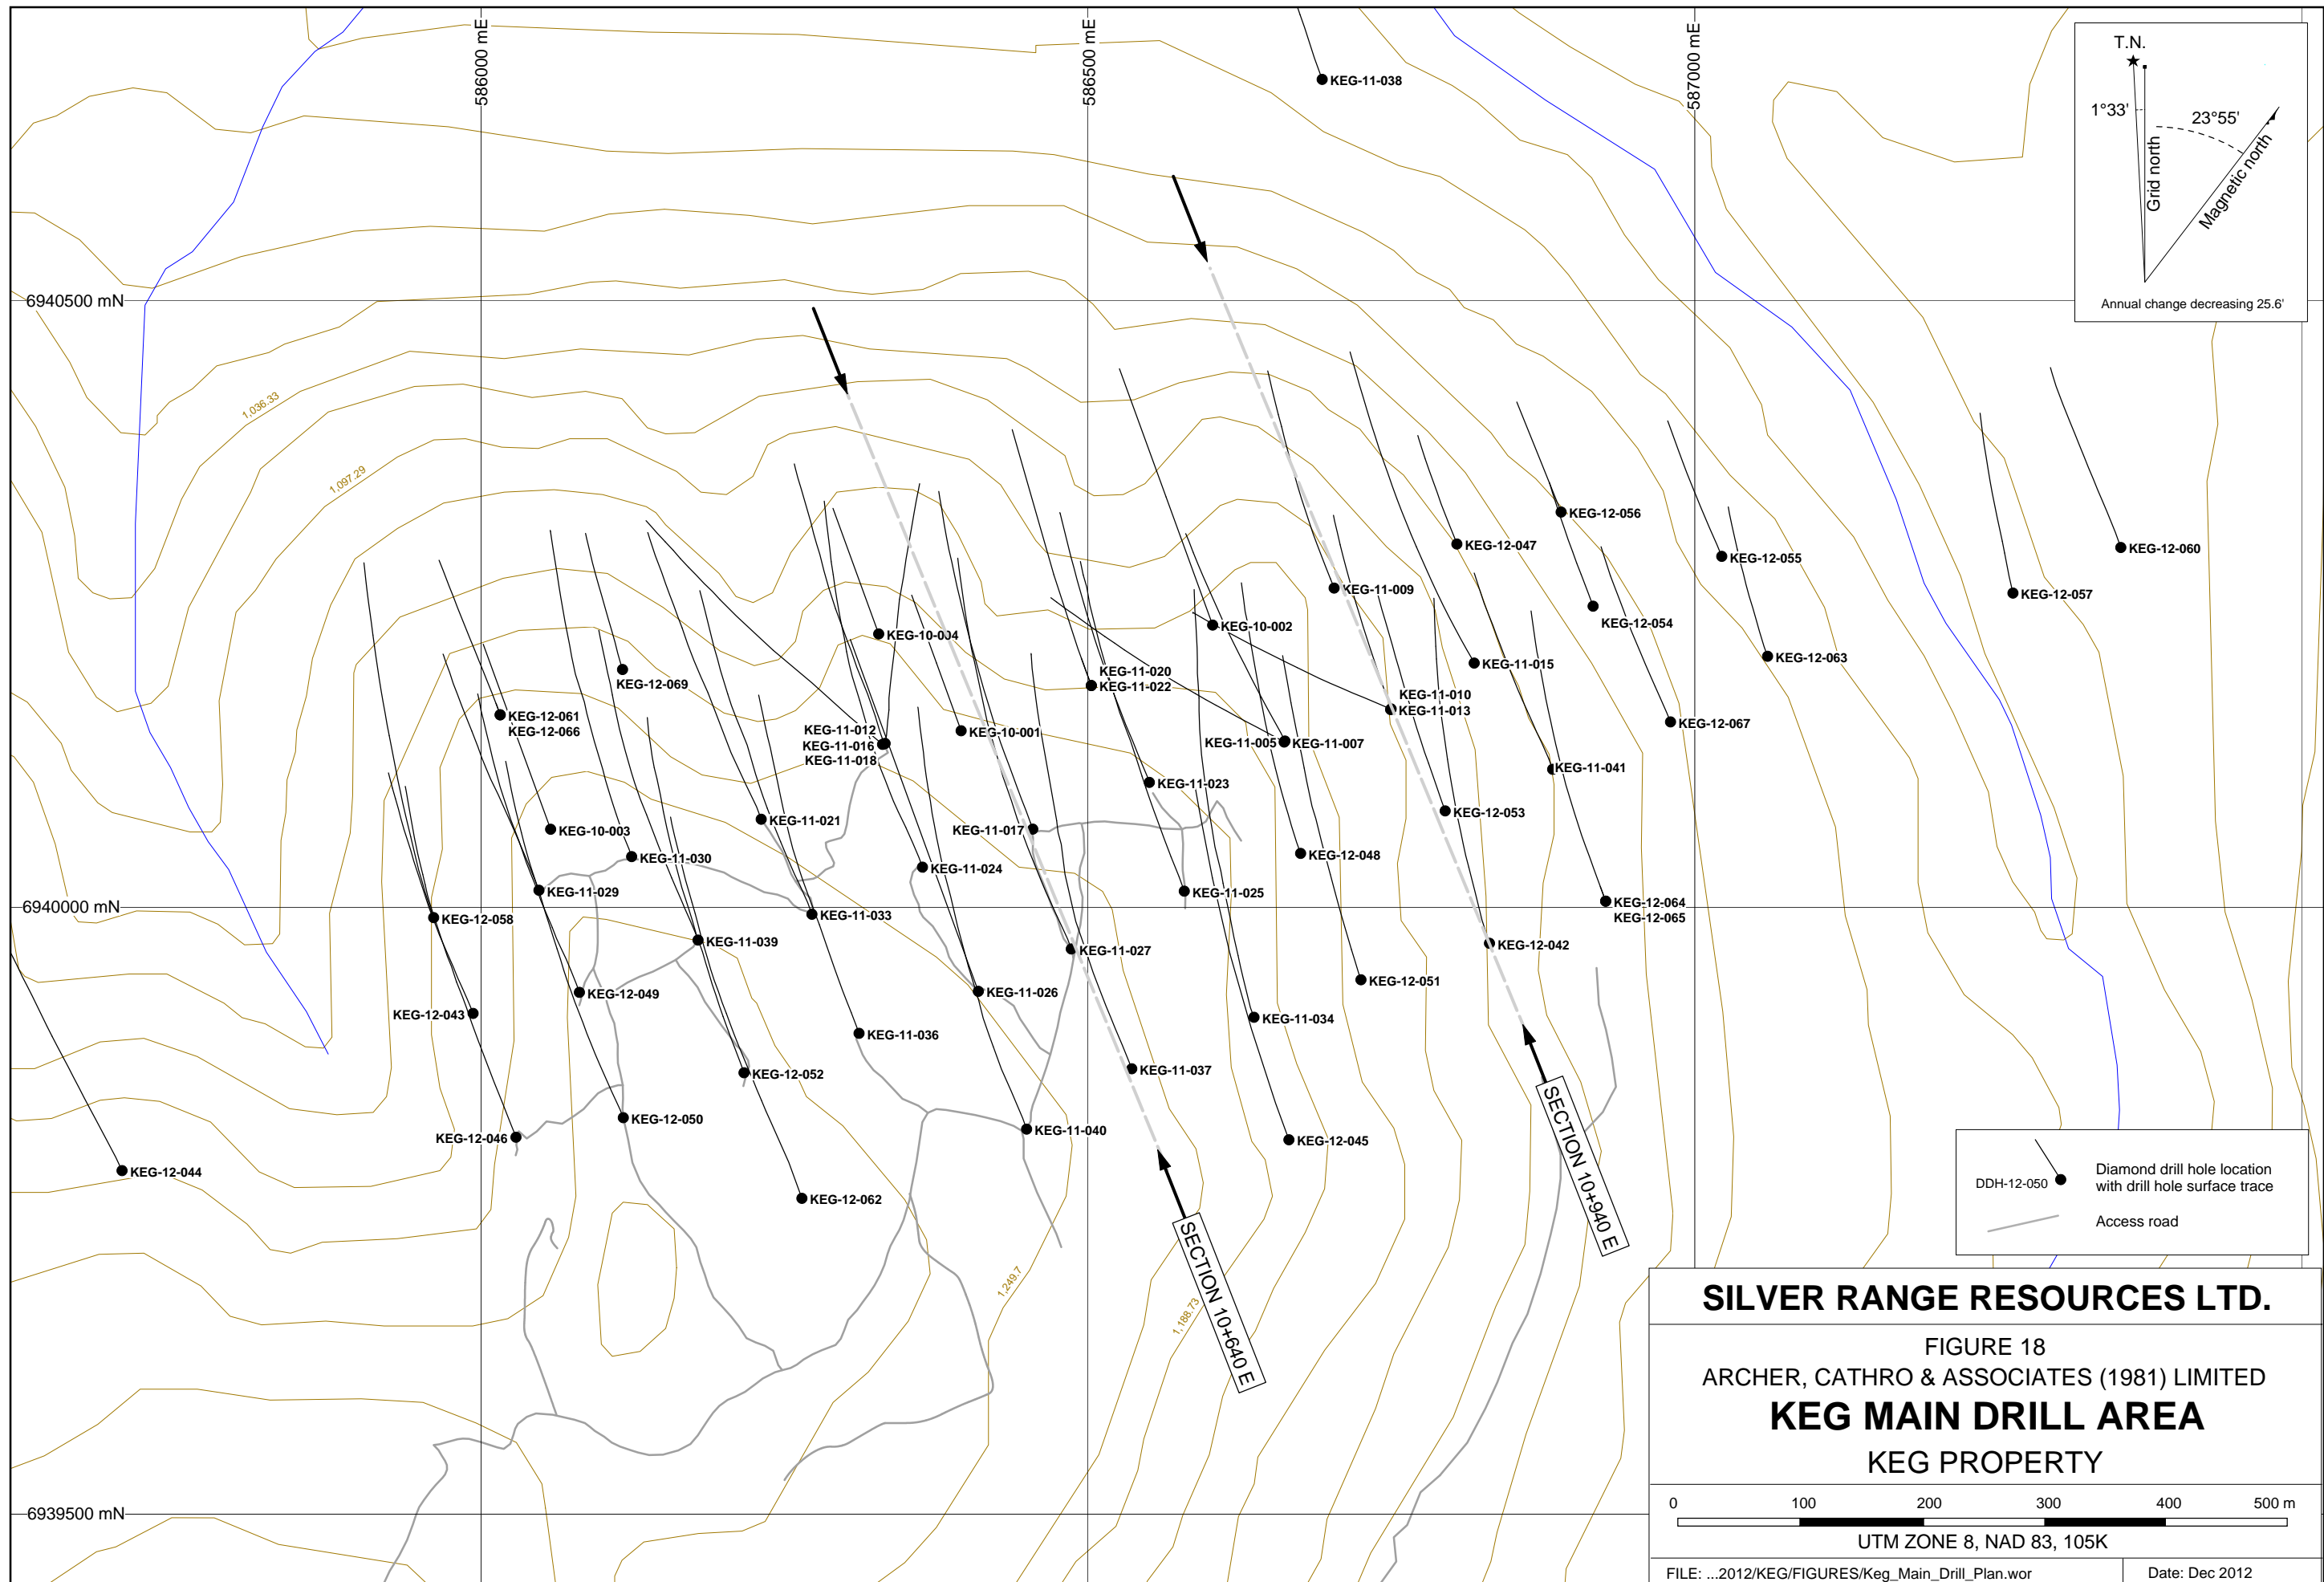 586000 mE
586500 mE
587000 mE
6940500 mN
6940000 mN
6939500 mN
T.N.
1°33'
23°55'
Grid north
Magnetic north
Annual change decreasing 25.6'
1,036.33
1,097.29
1,249.7
1,188.73
KEG-11-038
KEG-12-056
KEG-12-047
KEG-12-055
KEG-12-060
KEG-11-009
KEG-12-057
KEG-12-054
KEG-10-002
KEG-10-004
KEG-12-063
KEG-11-015
KEG-11-020
KEG-11-022
KEG-12-069
KEG-11-010
KEG-11-013
KEG-12-061
KEG-12-066
KEG-12-067
KEG-11-012
KEG-11-016
KEG-11-018
KEG-10-001
KEG-11-005
KEG-11-007
KEG-11-041
KEG-11-023
KEG-12-053
KEG-11-021
KEG-10-003
KEG-11-017
KEG-11-030
KEG-12-048
KEG-11-024
KEG-11-029
KEG-11-025
KEG-12-064
KEG-12-065
KEG-12-058
KEG-11-033
KEG-11-039
KEG-12-042
KEG-11-027
KEG-12-051
KEG-12-049
KEG-11-026
KEG-12-043
KEG-11-034
KEG-11-036
KEG-11-037
KEG-12-052
KEG-12-050
KEG-11-040
KEG-12-046
KEG-12-045
KEG-12-044
KEG-12-062
SECTION 10+940 E
SECTION 10+640 E
DDH-12-050
Diamond drill hole location
with drill hole surface trace
Access road
SILVER RANGE RESOURCES LTD.
FIGURE 18
ARCHER, CATHRO & ASSOCIATES (1981) LIMITED
KEG MAIN DRILL AREA
KEG PROPERTY
0 100 200 300 400 500 m
UTM ZONE 8, NAD 83, 105K
FILE: ...2012/KEG/FIGURES/Keg_Main_Drill_Plan.wor
Date: Dec 2012